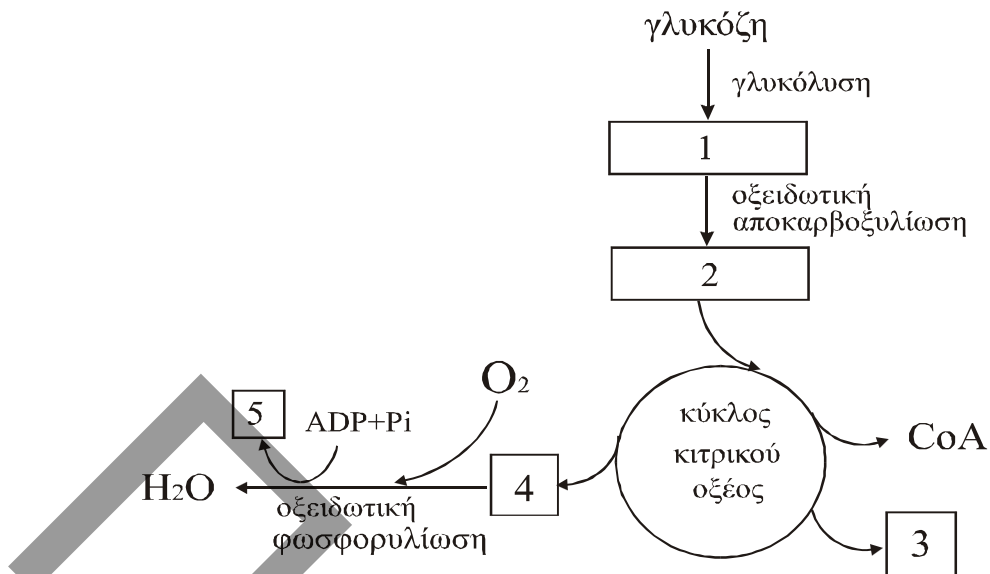 γλυκόζη
γλυκόλυση
1
οξειδωτική
αποκαρβοξυλίωση
2
κύκλος
κιτρικού
οξέος
CoA
3
4
O₂
ADP+Pi
5
H₂O
οξειδωτική
φωσφορυλίωση